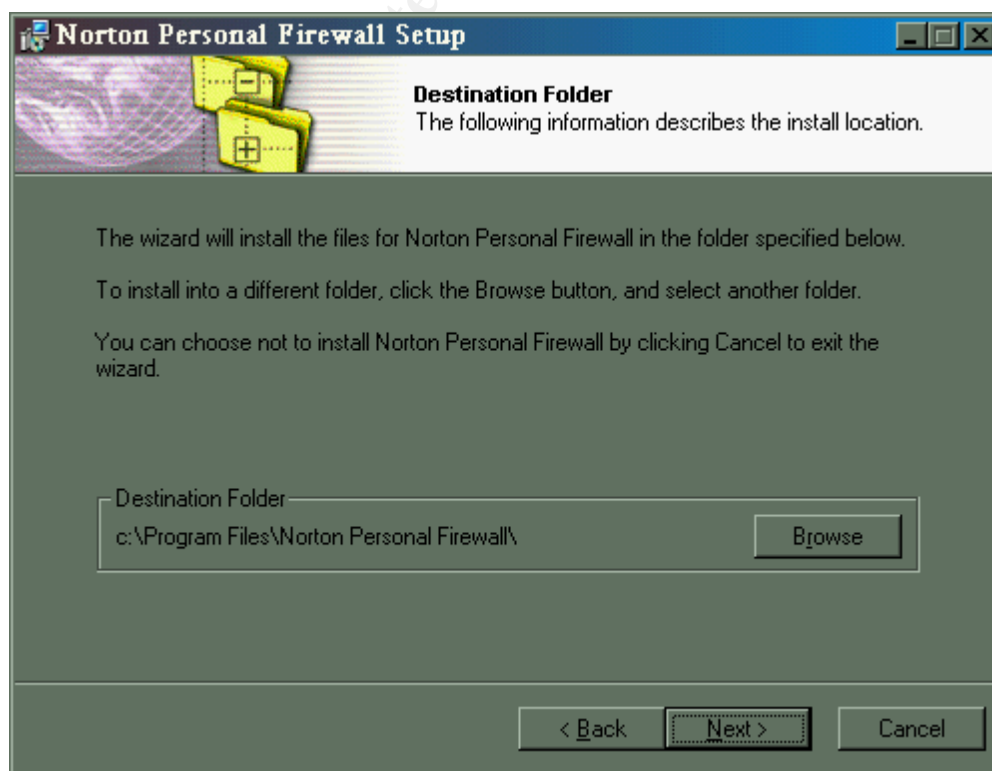 Norton Personal Firewall Setup
Destination Folder
The following information describes the install location.
The wizard will install the files for Norton Personal Firewall in the folder specified below.
To install into a different folder, click the Browse button, and select another folder.
You can choose not to install Norton Personal Firewall by clicking Cancel to exit the
wizard.
Destination Folder
c:\Program Files\Norton Personal Firewall\
Browse
< Back
Next >
Cancel